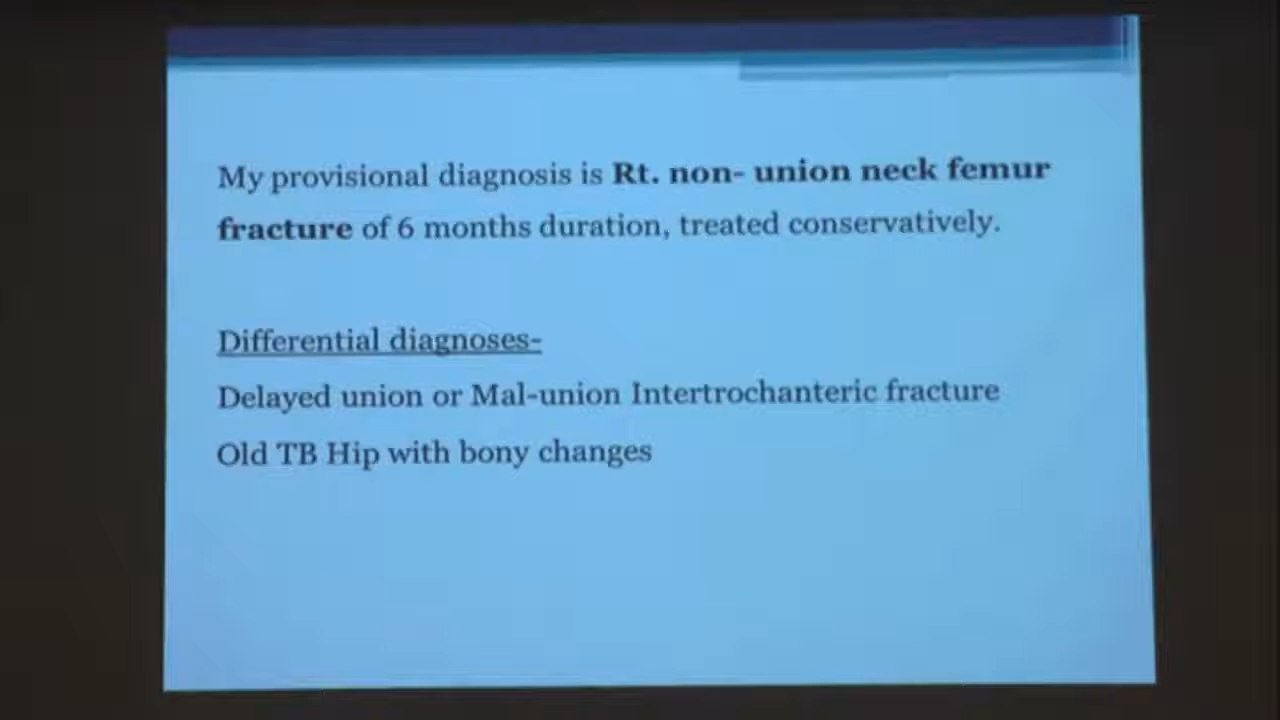 My provisional diagnosis is Rt. non- union neck femur
fracture of 6 months duration, treated conservatively.
Differential diagnoses-
Delayed union or Mal-union Intertrochanteric fracture
Old TB Hip with bony changes